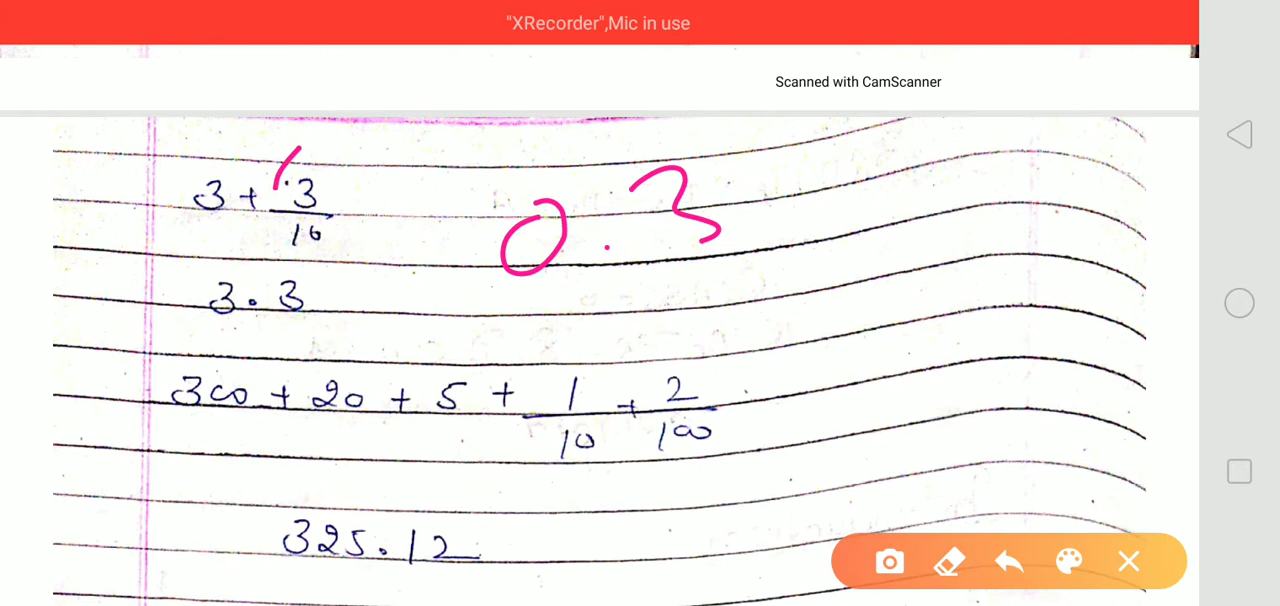 "XRecorder",Mic in use
Scanned with CamScanner
3 + .3/10
0.3
3.3
300 + 20 + 5 + 1/10 + 2/100
325.12